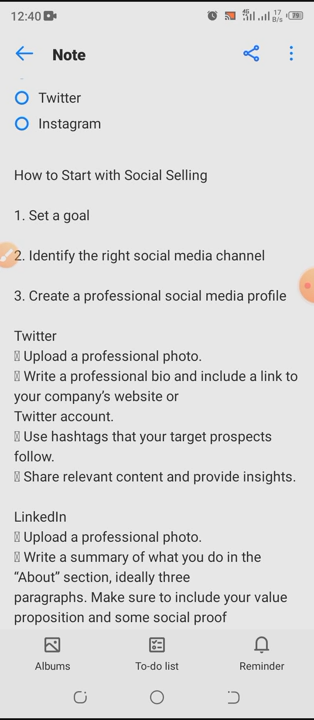 12:40
4G
17
B/s
79
Note
Twitter
Instagram
How to Start with Social Selling
1. Set a goal
2. Identify the right social media channel
3. Create a professional social media profile
Twitter
Upload a professional photo.
Write a professional bio and include a link to
your company's website or
Twitter account.
Use hashtags that your target prospects
follow.
Share relevant content and provide insights.
LinkedIn
Upload a professional photo.
Write a summary of what you do in the
“About” section, ideally three
paragraphs. Make sure to include your value
proposition and some social proof
Albums
To-do list
Reminder